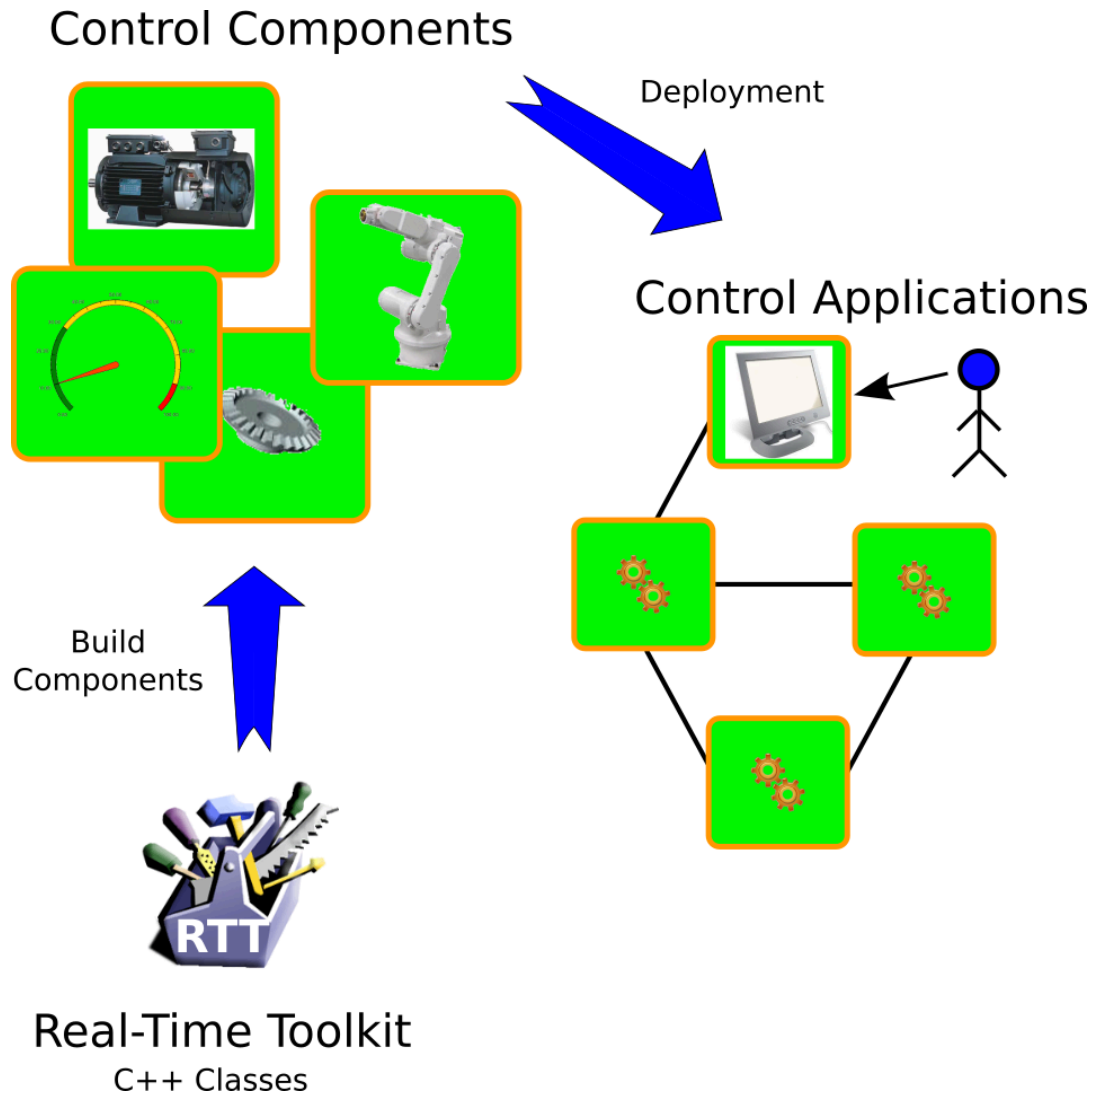 Control Components
Deployment
Control Applications
Build
Components
RTT
Real-Time Toolkit
C++ Classes